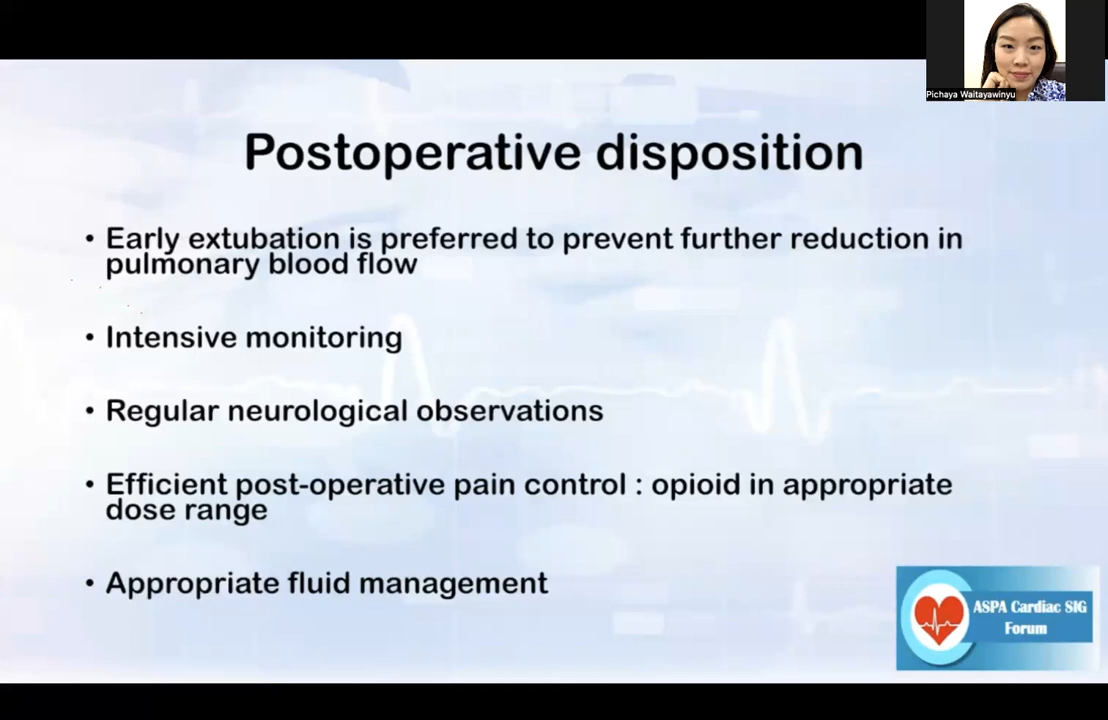 Pichaya Waitayawinyu
Postoperative disposition
• Early extubation is preferred to prevent further reduction in
pulmonary blood flow
• Intensive monitoring
• Regular neurological observations
• Efficient post-operative pain control : opioid in appropriate
dose range
• Appropriate fluid management
ASPA Cardiac SIG
Forum